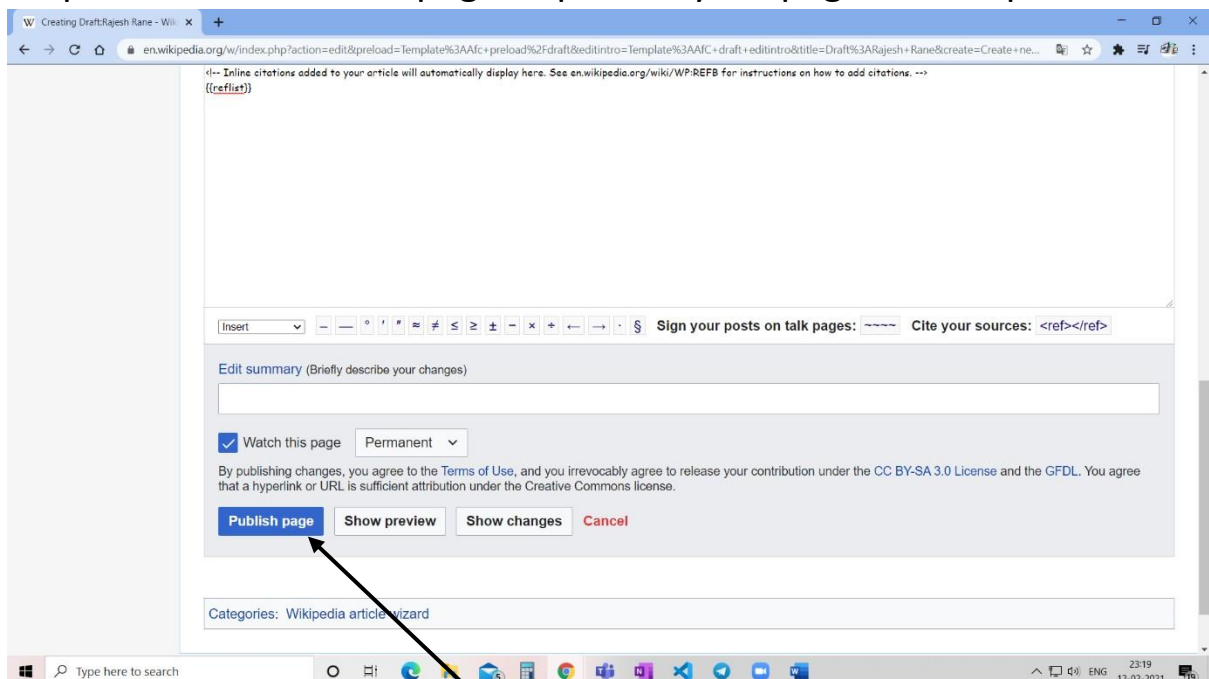 Creating Draft:Rajesh Rane - Wik
en.wikipedia.org/w/index.php?action=edit&preload=Template%3AAfc+preload%2Fdraft&editintro=Template%3AAfC+draft+editintro&title=Draft%3ARajesh+Rane&create=Create+ne...
<!-- Inline citations added to your article will automatically display here. See en.wikipedia.org/wiki/WP:REFB for instructions on how to add citations. -->
{{reflist}}
Insert – — ° ′ ″ ≈ ≠ ≤ ≥ ± − × ÷ ← → · § Sign your posts on talk pages: ~~~~ Cite your sources: <ref></ref>
Edit summary (Briefly describe your changes)
Watch this page Permanent
By publishing changes, you agree to the Terms of Use, and you irrevocably agree to release your contribution under the CC BY-SA 3.0 License and the GFDL. You agree
that a hyperlink or URL is sufficient attribution under the Creative Commons license.
Publish page Show preview Show changes Cancel
Categories: Wikipedia article wizard
Type here to search
ENG 23:19
12-02-2021